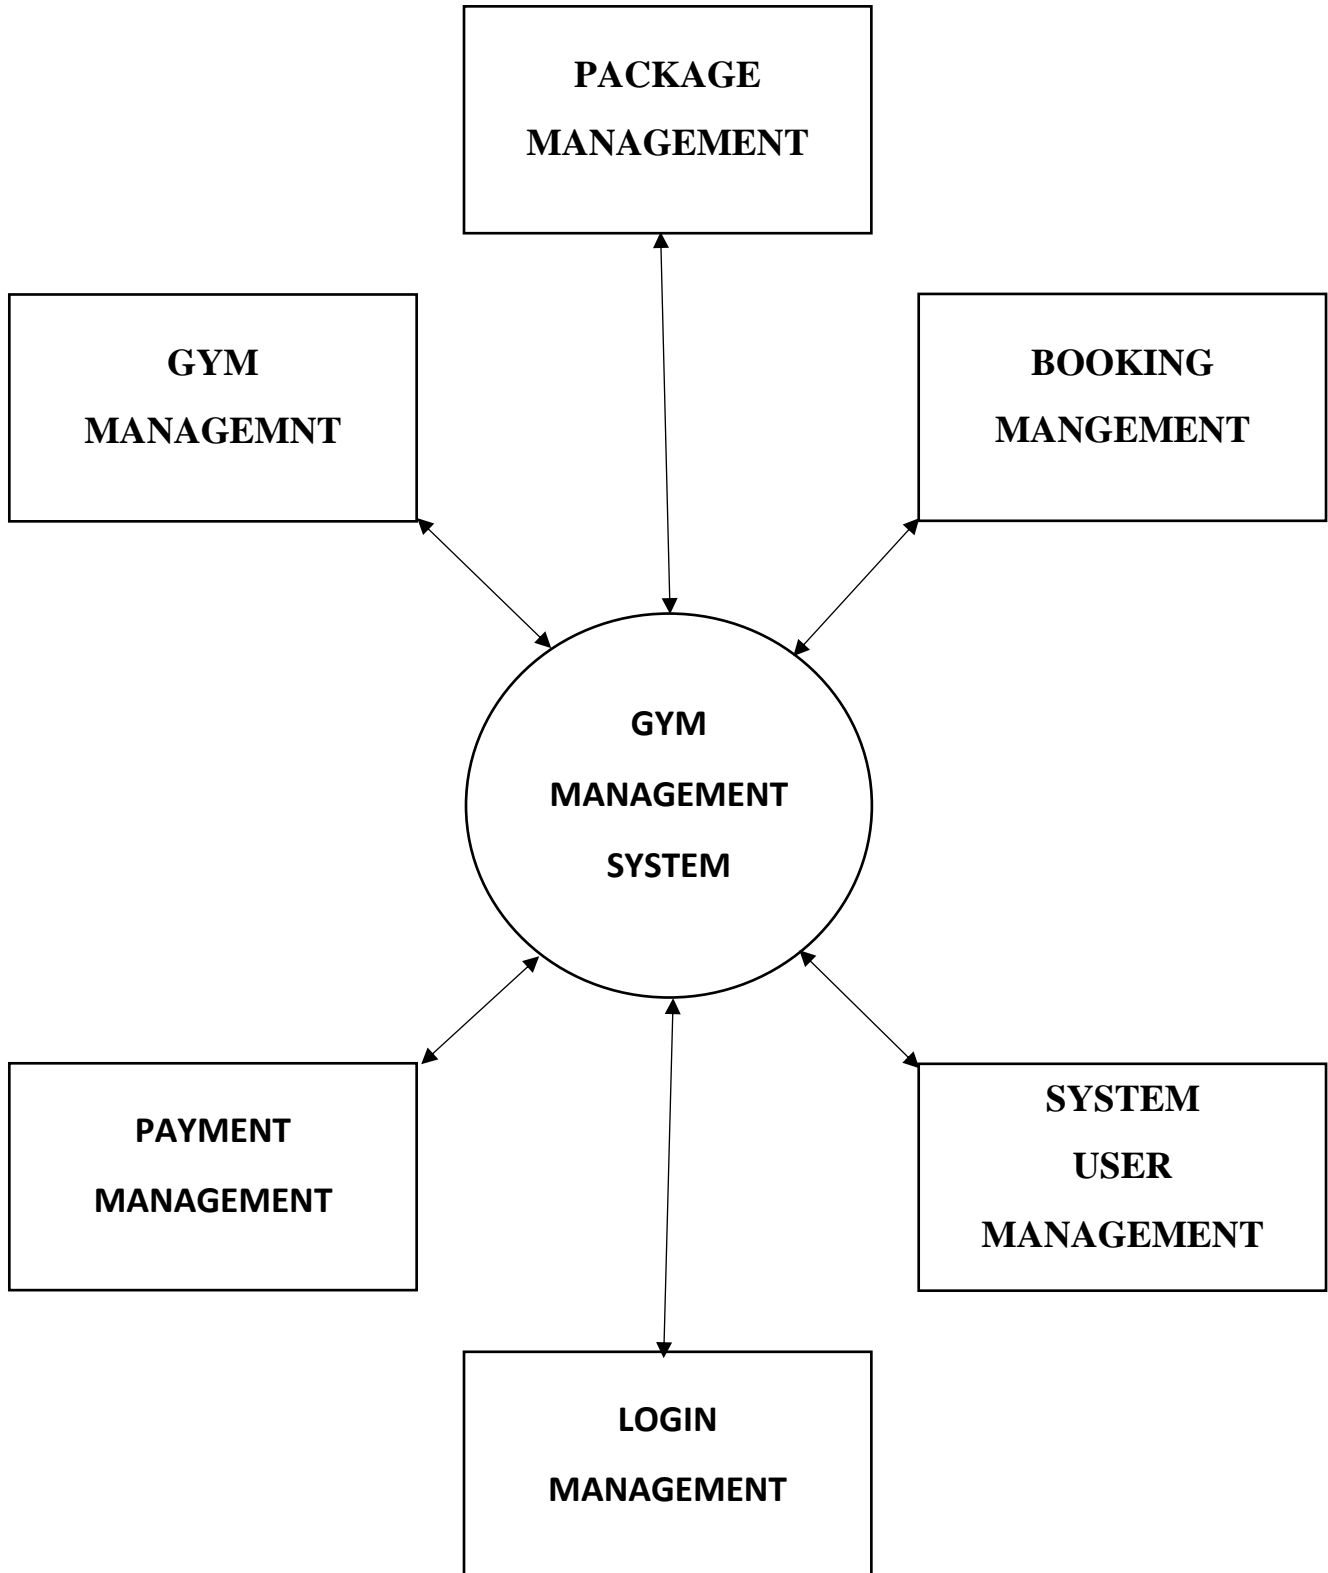 PACKAGE
MANAGEMENT
GYM
MANAGEMNT
BOOKING
MANGEMENT
GYM
MANAGEMENT
SYSTEM
PAYMENT
MANAGEMENT
SYSTEM
USER
MANAGEMENT
LOGIN
MANAGEMENT